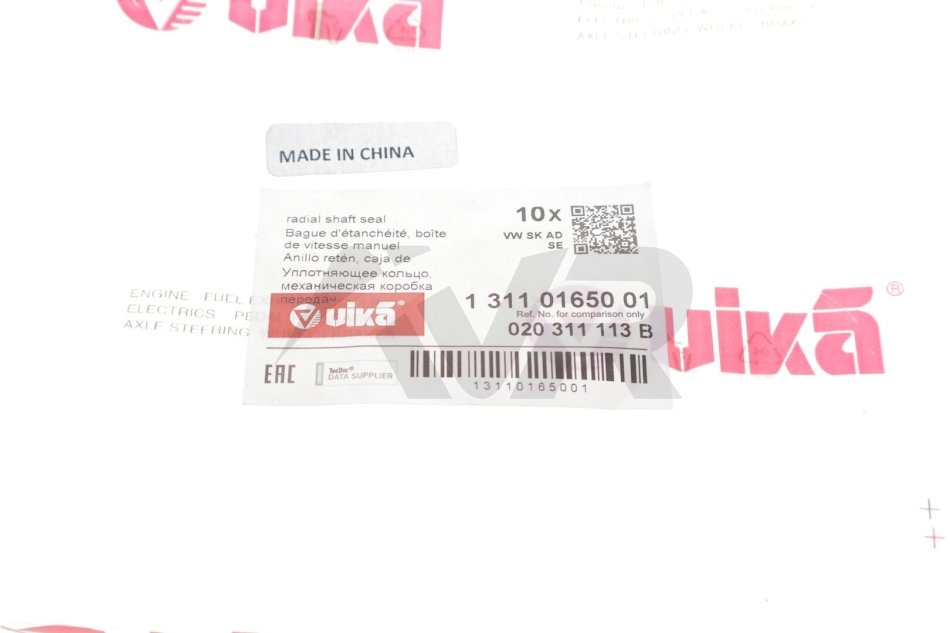 vika
MADE IN CHINA
radial shaft seal
Bague d'étanchéité, boîte
de vitesse manuel
Anillo retén, caja de
Уплотняющее кольцо,
механическая коробка
передач
10x
VW SK AD
SE
vika
1 311 01650 01
Ref. No. for comparison only
020 311 113 B
EAC
TecDoc®
DATA SUPPLIER
13110165001
ENGINE FUEL
ELECTRICS
AXLE STEERING
vika®
TVR